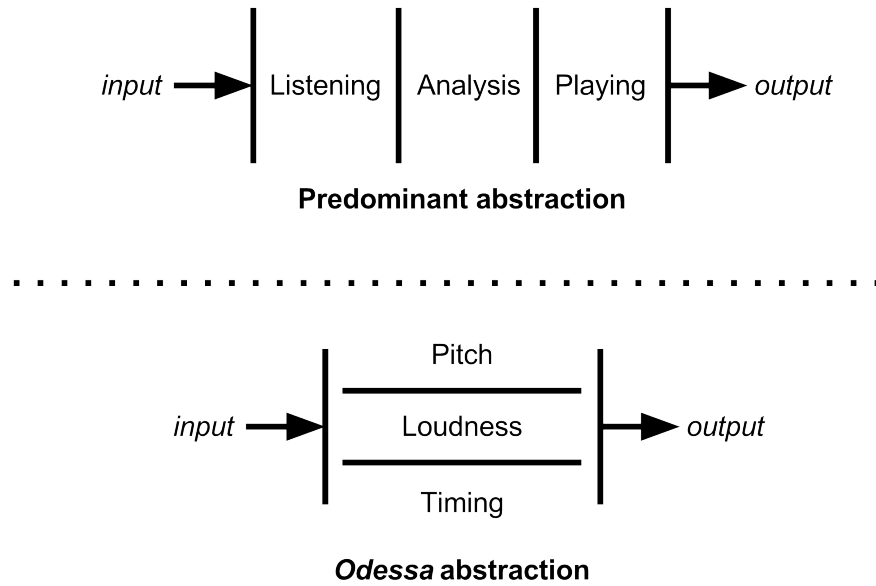 input Listening Analysis Playing output
Predominant abstraction
Pitch
input Loudness output
Timing
Odessa abstraction